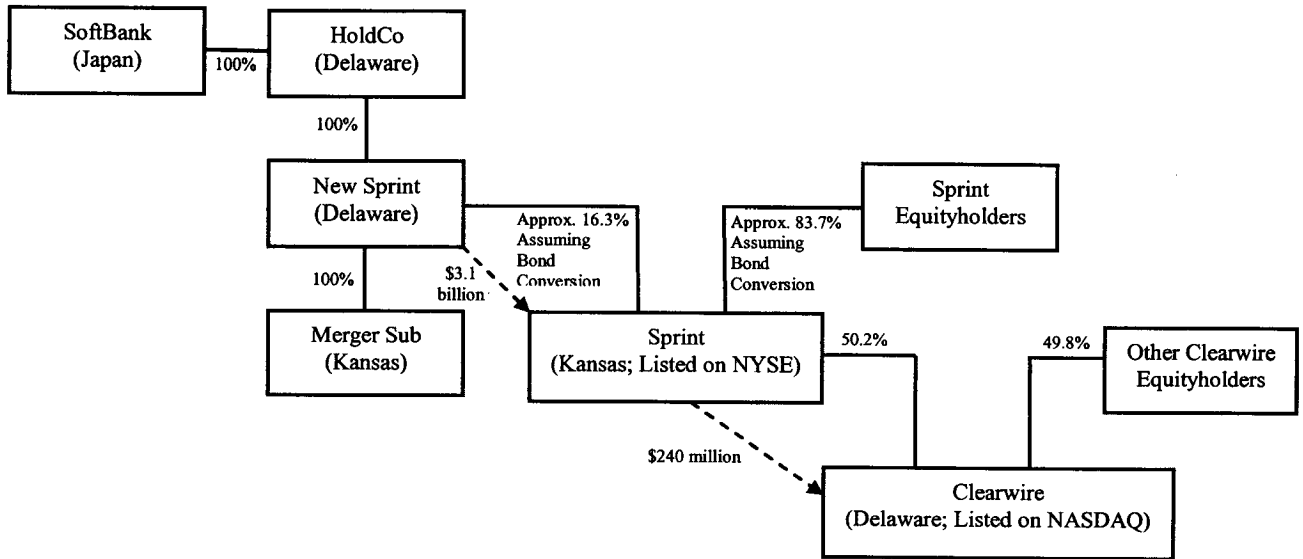 SoftBank
(Japan)
100%
HoldCo
(Delaware)
100%
New Sprint
(Delaware)
100%
Merger Sub
(Kansas)
$3.1
billion
Approx. 16.3%
Assuming
Bond
Conversion
Approx. 83.7%
Assuming
Bond
Conversion
Sprint
Equityholders
Sprint
(Kansas; Listed on NYSE)
50.2%
49.8%
Other Clearwire
Equityholders
$240 million
Clearwire
(Delaware; Listed on NASDAQ)